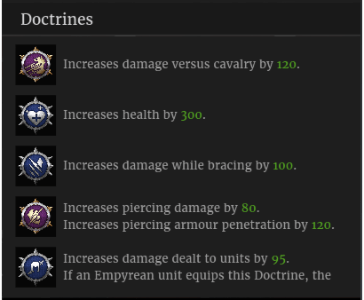 Doctrines
Increases damage versus cavalry by 120.
Increases health by 300.
Increases damage while bracing by 100.
Increases piercing damage by 80.
Increases piercing armour penetration by 120.
Increases damage dealt to units by 95.
If an Empyrean unit equips this Doctrine, the